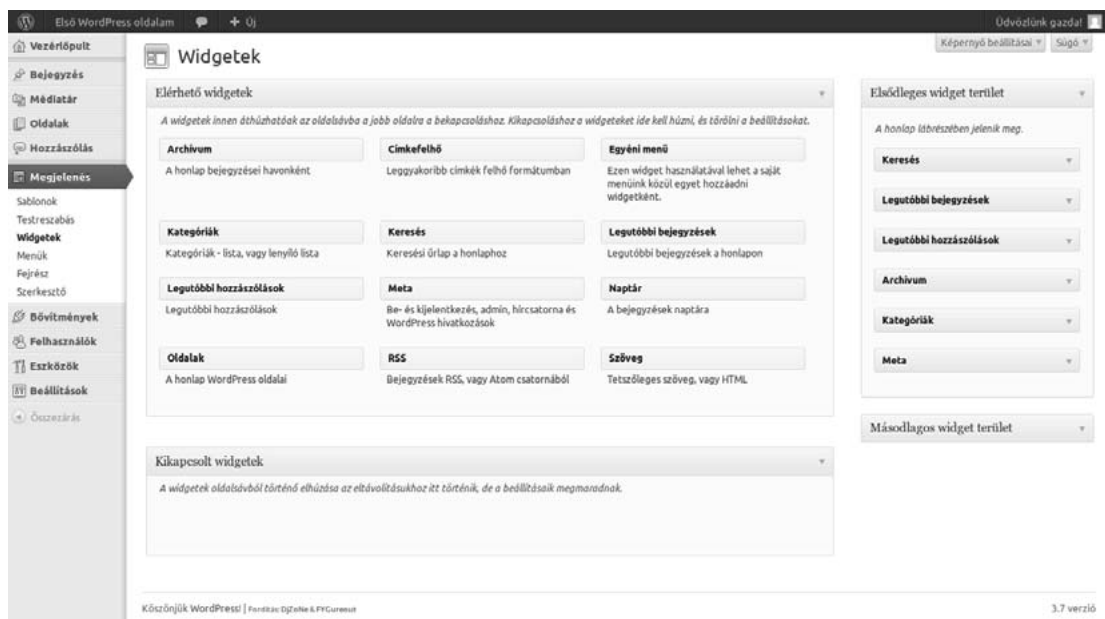 Első WordPress oldalam Új Üdvözlünk gazda!
Vezérlőpult
Bejegyzés
Médiatár
Oldalak
Hozzászólás
Megjelenés
Sablonok
Testreszabás
Widgetek
Menük
Fejrész
Szerkesztő
Bővítmények
Felhasználók
Eszközök
Beállítások
Összezárás
Képernyő beállításai Súgó
Widgetek
Elérhető widgetek
A widgetek innen áthúzhatóak az oldalsávba a jobb oldalra a bekapcsoláshoz. Kikapcsoláshoz a widgeteket ide kell húzni, és törölni a beállításokat.
Archívum
A honlap bejegyzései havonként
Címkefelhő
Leggyakoribb címkék felhő formátumban
Egyéni menü
Ezen widget használatával lehet a saját
menüink közül egyet hozzáadni
widgetként.
Kategóriák
Kategóriák - lista, vagy lenyíló lista
Keresés
Keresési űrlap a honlaphoz
Legutóbbi bejegyzések
Legutóbbi bejegyzések a honlapon
Legutóbbi hozzászólások
Legutóbbi hozzászólások
Meta
Be- és kijelentkezés, admin, hírcsatorna és
WordPress hivatkozások
Naptár
A bejegyzések naptára
Oldalak
A honlap WordPress oldalai
RSS
Bejegyzések RSS, vagy Atom csatornából
Szöveg
Tetszőleges szöveg, vagy HTML
Kikapcsolt widgetek
A widgetek oldalsávból történő elhúzása az eltávolításukhoz itt történik, de a beállításaik megmaradnak.
Elsődleges widget terület
A honlap lábrészében jelenik meg.
Keresés
Legutóbbi bejegyzések
Legutóbbi hozzászólások
Archívum
Kategóriák
Meta
Másodlagos widget terület
Köszönjük WordPress! | Fordítás: DjZoNe &
3.7 verzió